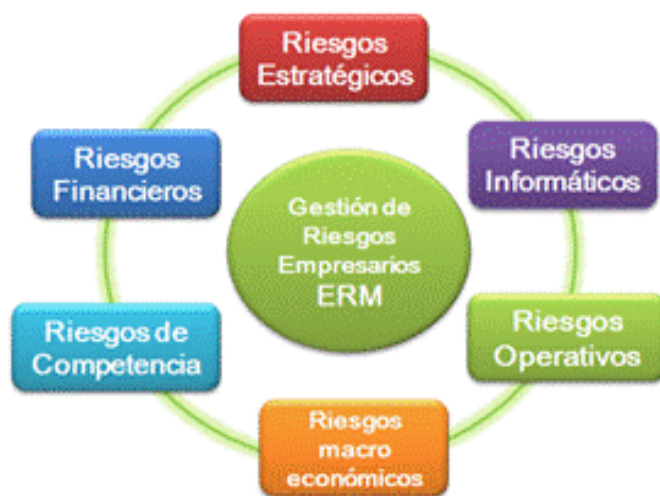 Riesgos
Estratégicos
Riesgos
Informáticos
Riesgos
Operativos
Riesgos
macro
económicos
Riesgos de
Competencia
Riesgos
Financieros
Gestión de
Riesgos
Empresarios
ERM